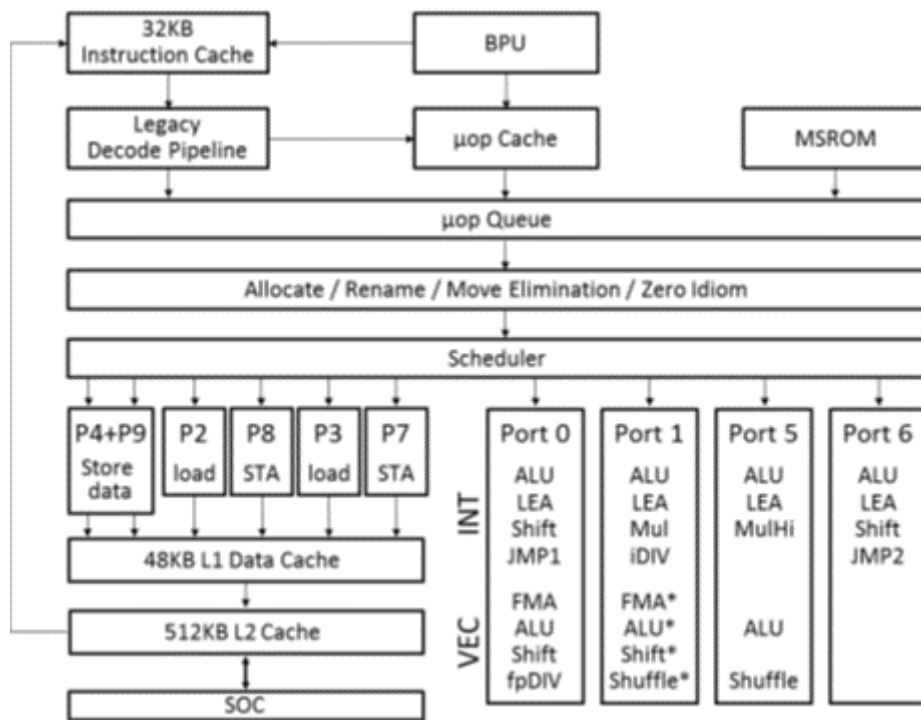 32KB
Instruction Cache
BPU
Legacy
Decode Pipeline
μop Cache
MSROM
μop Queue
Allocate / Rename / Move Elimination / Zero Idiom
Scheduler
P4+P9
Store
data
P2
load
P8
STA
P3
load
P7
STA
48KB L1 Data Cache
512KB L2 Cache
SOC
INT
VEC
Port 0
ALU
LEA
Shift
JMP1
FMA
ALU
Shift
fpDIV
Port 1
ALU
LEA
Mul
iDIV
FMA*
ALU*
Shift*
Shuffle*
Port 5
ALU
LEA
MulHi
ALU
Shuffle
Port 6
ALU
LEA
Shift
JMP2